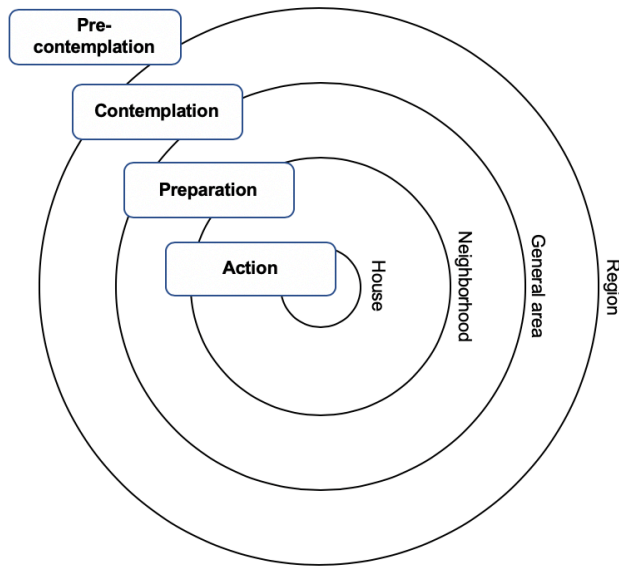 Pre-
contemplation
Contemplation
Preparation
Action
House
Neighborhood
General area
Region